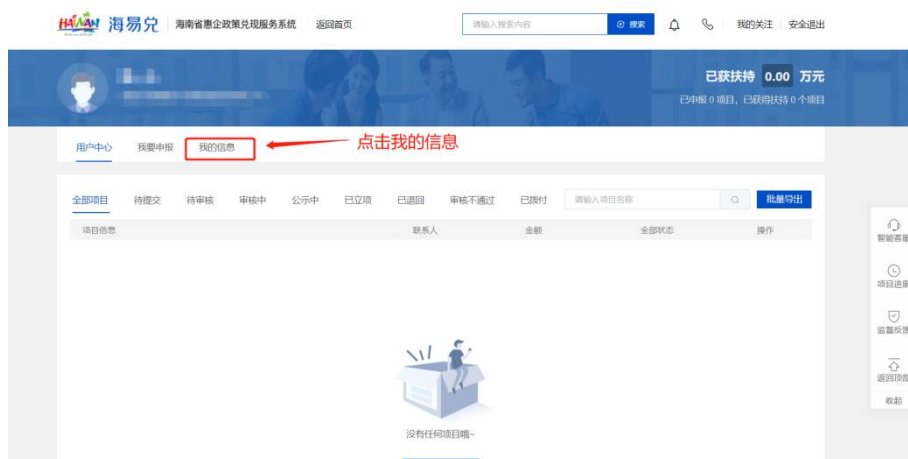 HAINAN 海易兑 海南省惠企政策兑现服务系统 返回首页 请输入搜索内容 搜索 我的关注 安全退出
已获扶持 0.00 万元
已申报 0 项目，已获得扶持 0 个项目
用户中心 我要申报 我的信息 点击我的信息
全部项目 待提交 待审核 审核中 公示中 已立项 已退回 审核不通过 已拨付 请输入项目名称 批量导出
项目信息 联系人 金额 全部状态 操作
智能客服
项目进展
监督反馈
返回顶部
收起
没有任何项目哦~